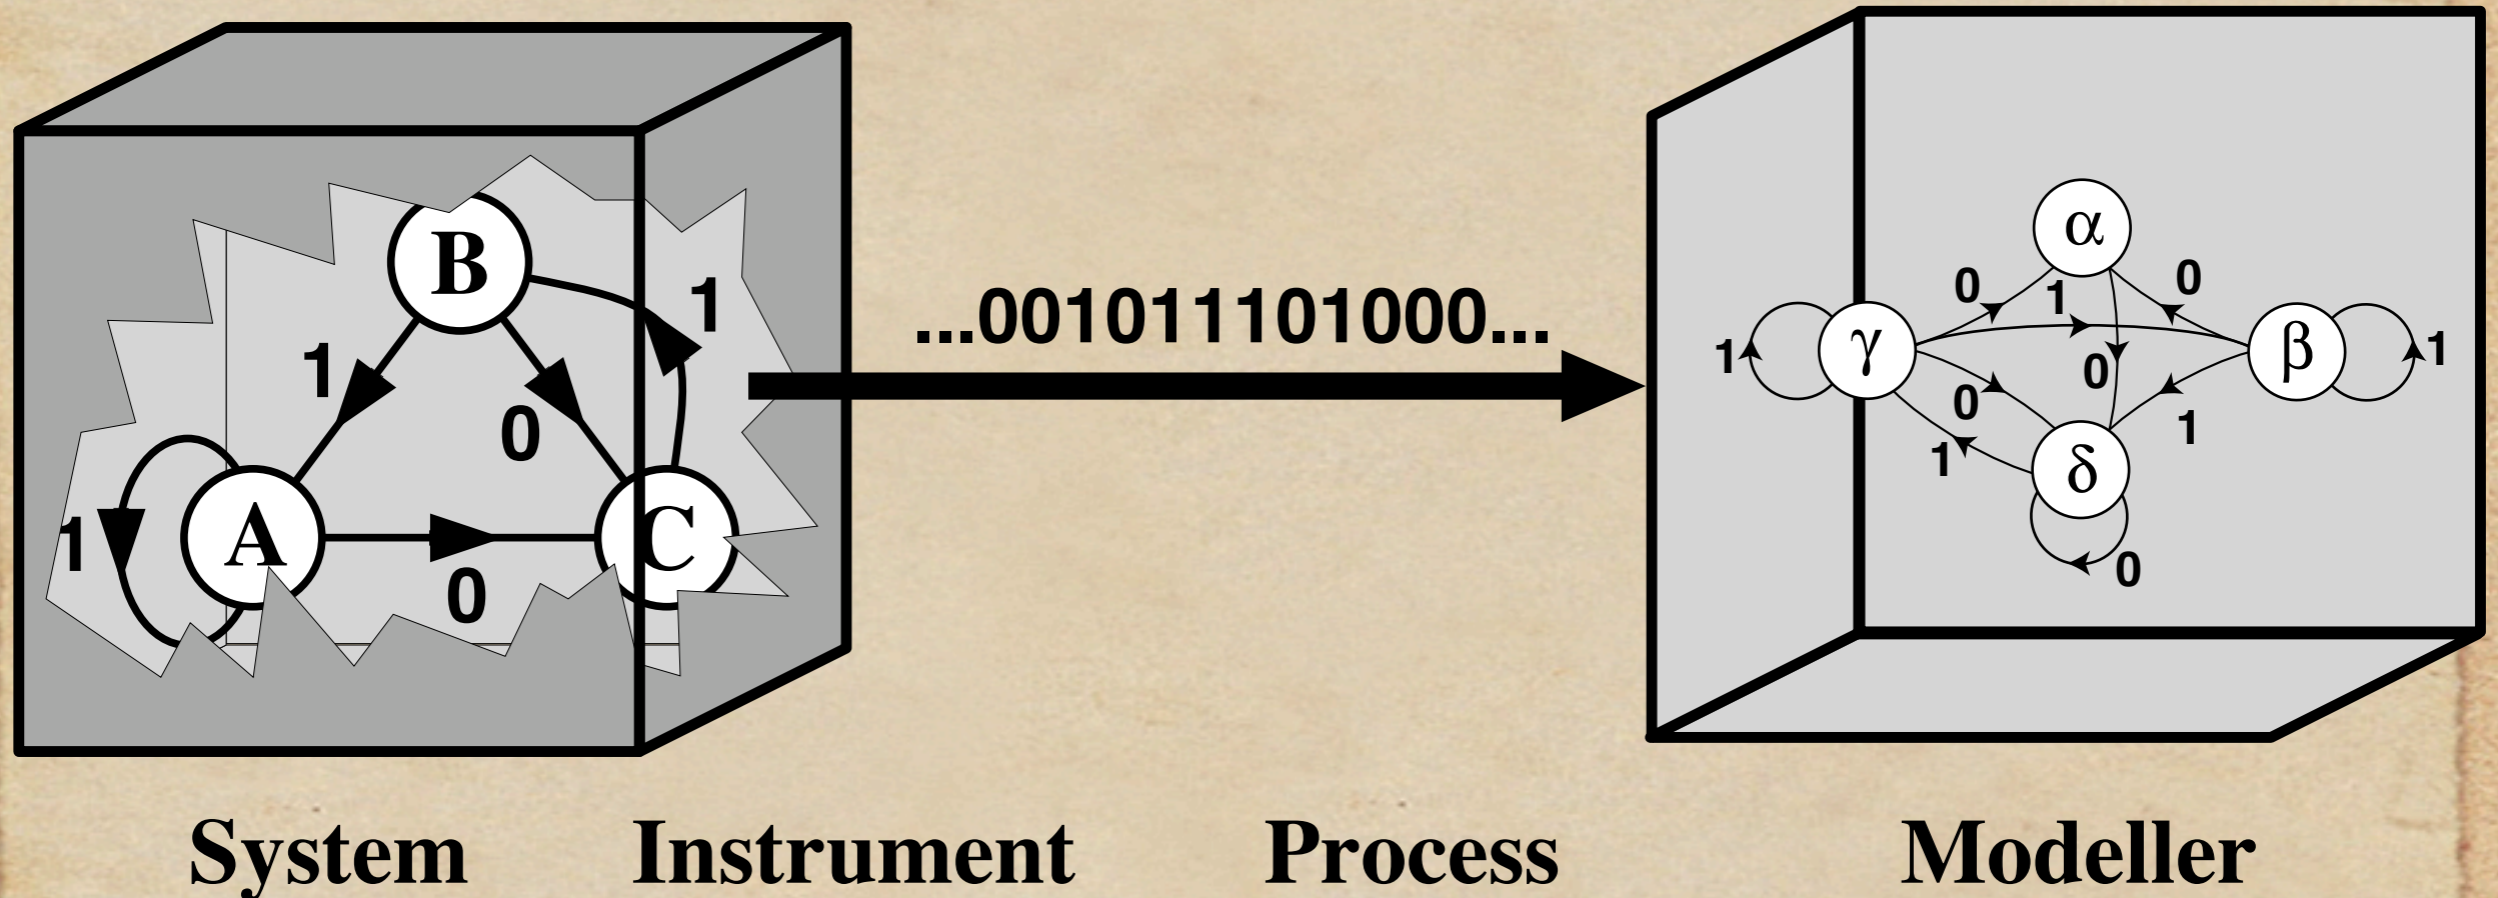 B
1
1
0
A
1
C
0
...001011101000...
α
0
1
0
γ
1
β
1
0
0
1
1
δ
0
System Instrument Process Modeller